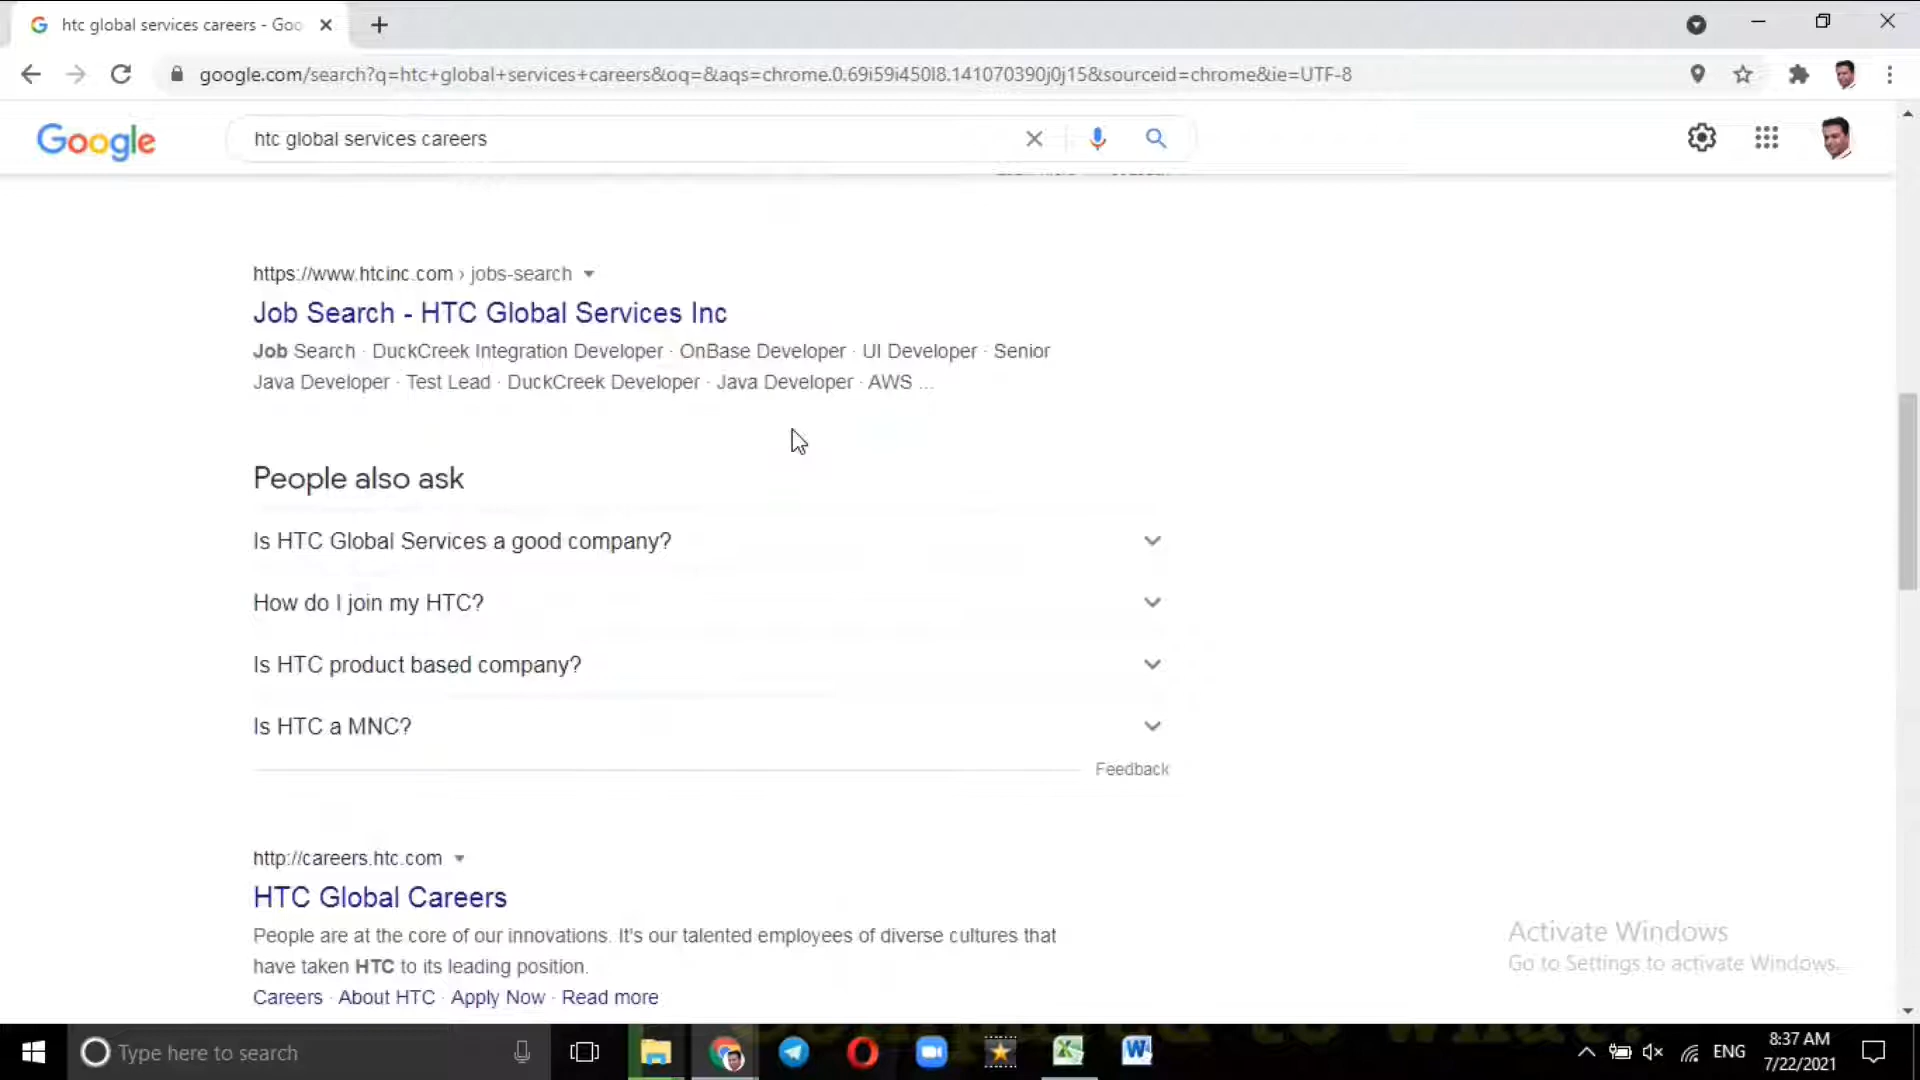 htc global services careers - Goo
google.com/search?q=htc+global+services+careers&oq=&aqs=chrome.0.69i59i450l8.141070390j0j15&sourceid=chrome&ie=UTF-8
Google
htc global services careers
https://www.htcinc.com › jobs-search
Job Search - HTC Global Services Inc
Job Search · DuckCreek Integration Developer · OnBase Developer · UI Developer · Senior
Java Developer · Test Lead · DuckCreek Developer · Java Developer · AWS ...
People also ask
Is HTC Global Services a good company?
How do I join my HTC?
Is HTC product based company?
Is HTC a MNC?
Feedback
http://careers.htc.com
HTC Global Careers
People are at the core of our innovations. It's our talented employees of diverse cultures that
have taken HTC to its leading position.
Careers · About HTC · Apply Now · Read more
Activate Windows
Go to Settings to activate Windows.
Type here to search
ENG
8:37 AM
7/22/2021